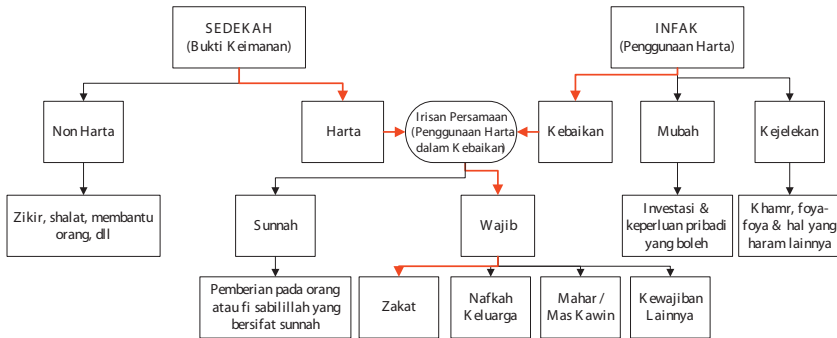 SEDEKAH
(Bukti Keimanan)
INFAK
(Penggunaan Harta)
Non Harta
Harta
Irisan Persamaan
(Penggunaan Harta
dalam Kebaikan)
Kebaikan
Mubah
Kejelekan
Zikir, shalat, membantu
orang, dll
Sunnah
Wajib
Investasi &
keperluan pribadi
yang boleh
Khamr, foya-
foya & hal yang
haram lainnya
Pemberian pada orang
atau fi sabilillah yang
bersifat sunnah
Zakat
Nafkah
Keluarga
Mahar /
Mas Kawin
Kewajiban
Lainnya